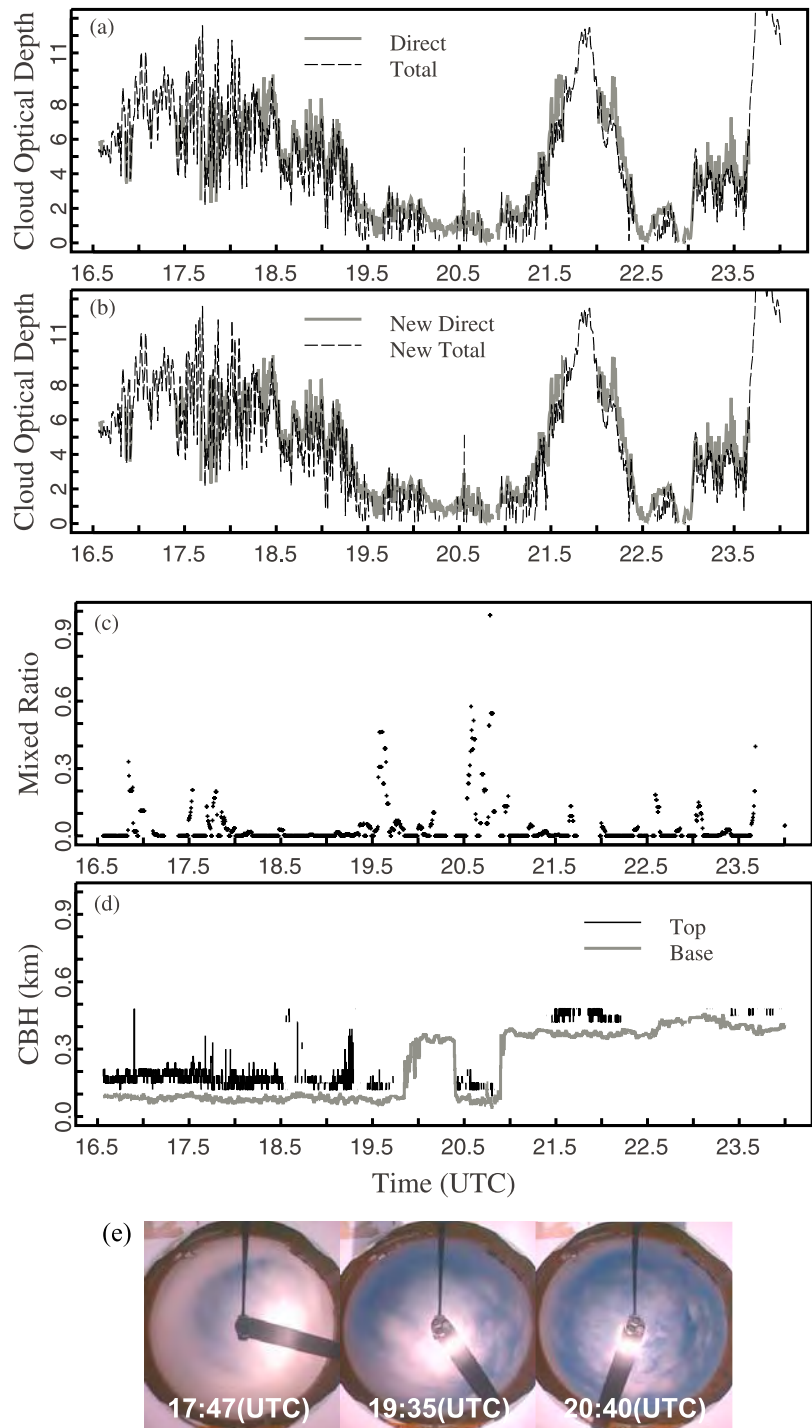 (a)
Direct
Total
Cloud Optical Depth
0 2 4 6 8 11
16.5 17.5 18.5 19.5 20.5 21.5 22.5 23.5
(b)
New Direct
New Total
Cloud Optical Depth
0 2 4 6 8 11
16.5 17.5 18.5 19.5 20.5 21.5 22.5 23.5
(c)
Mixed Ratio
0.0 0.3 0.6 0.9
16.5 17.5 18.5 19.5 20.5 21.5 22.5 23.5
(d)
Top
Base
CBH (km)
0.0 0.3 0.6 0.9
16.5 17.5 18.5 19.5 20.5 21.5 22.5 23.5
Time (UTC)
(e)
17:47(UTC) 19:35(UTC) 20:40(UTC)